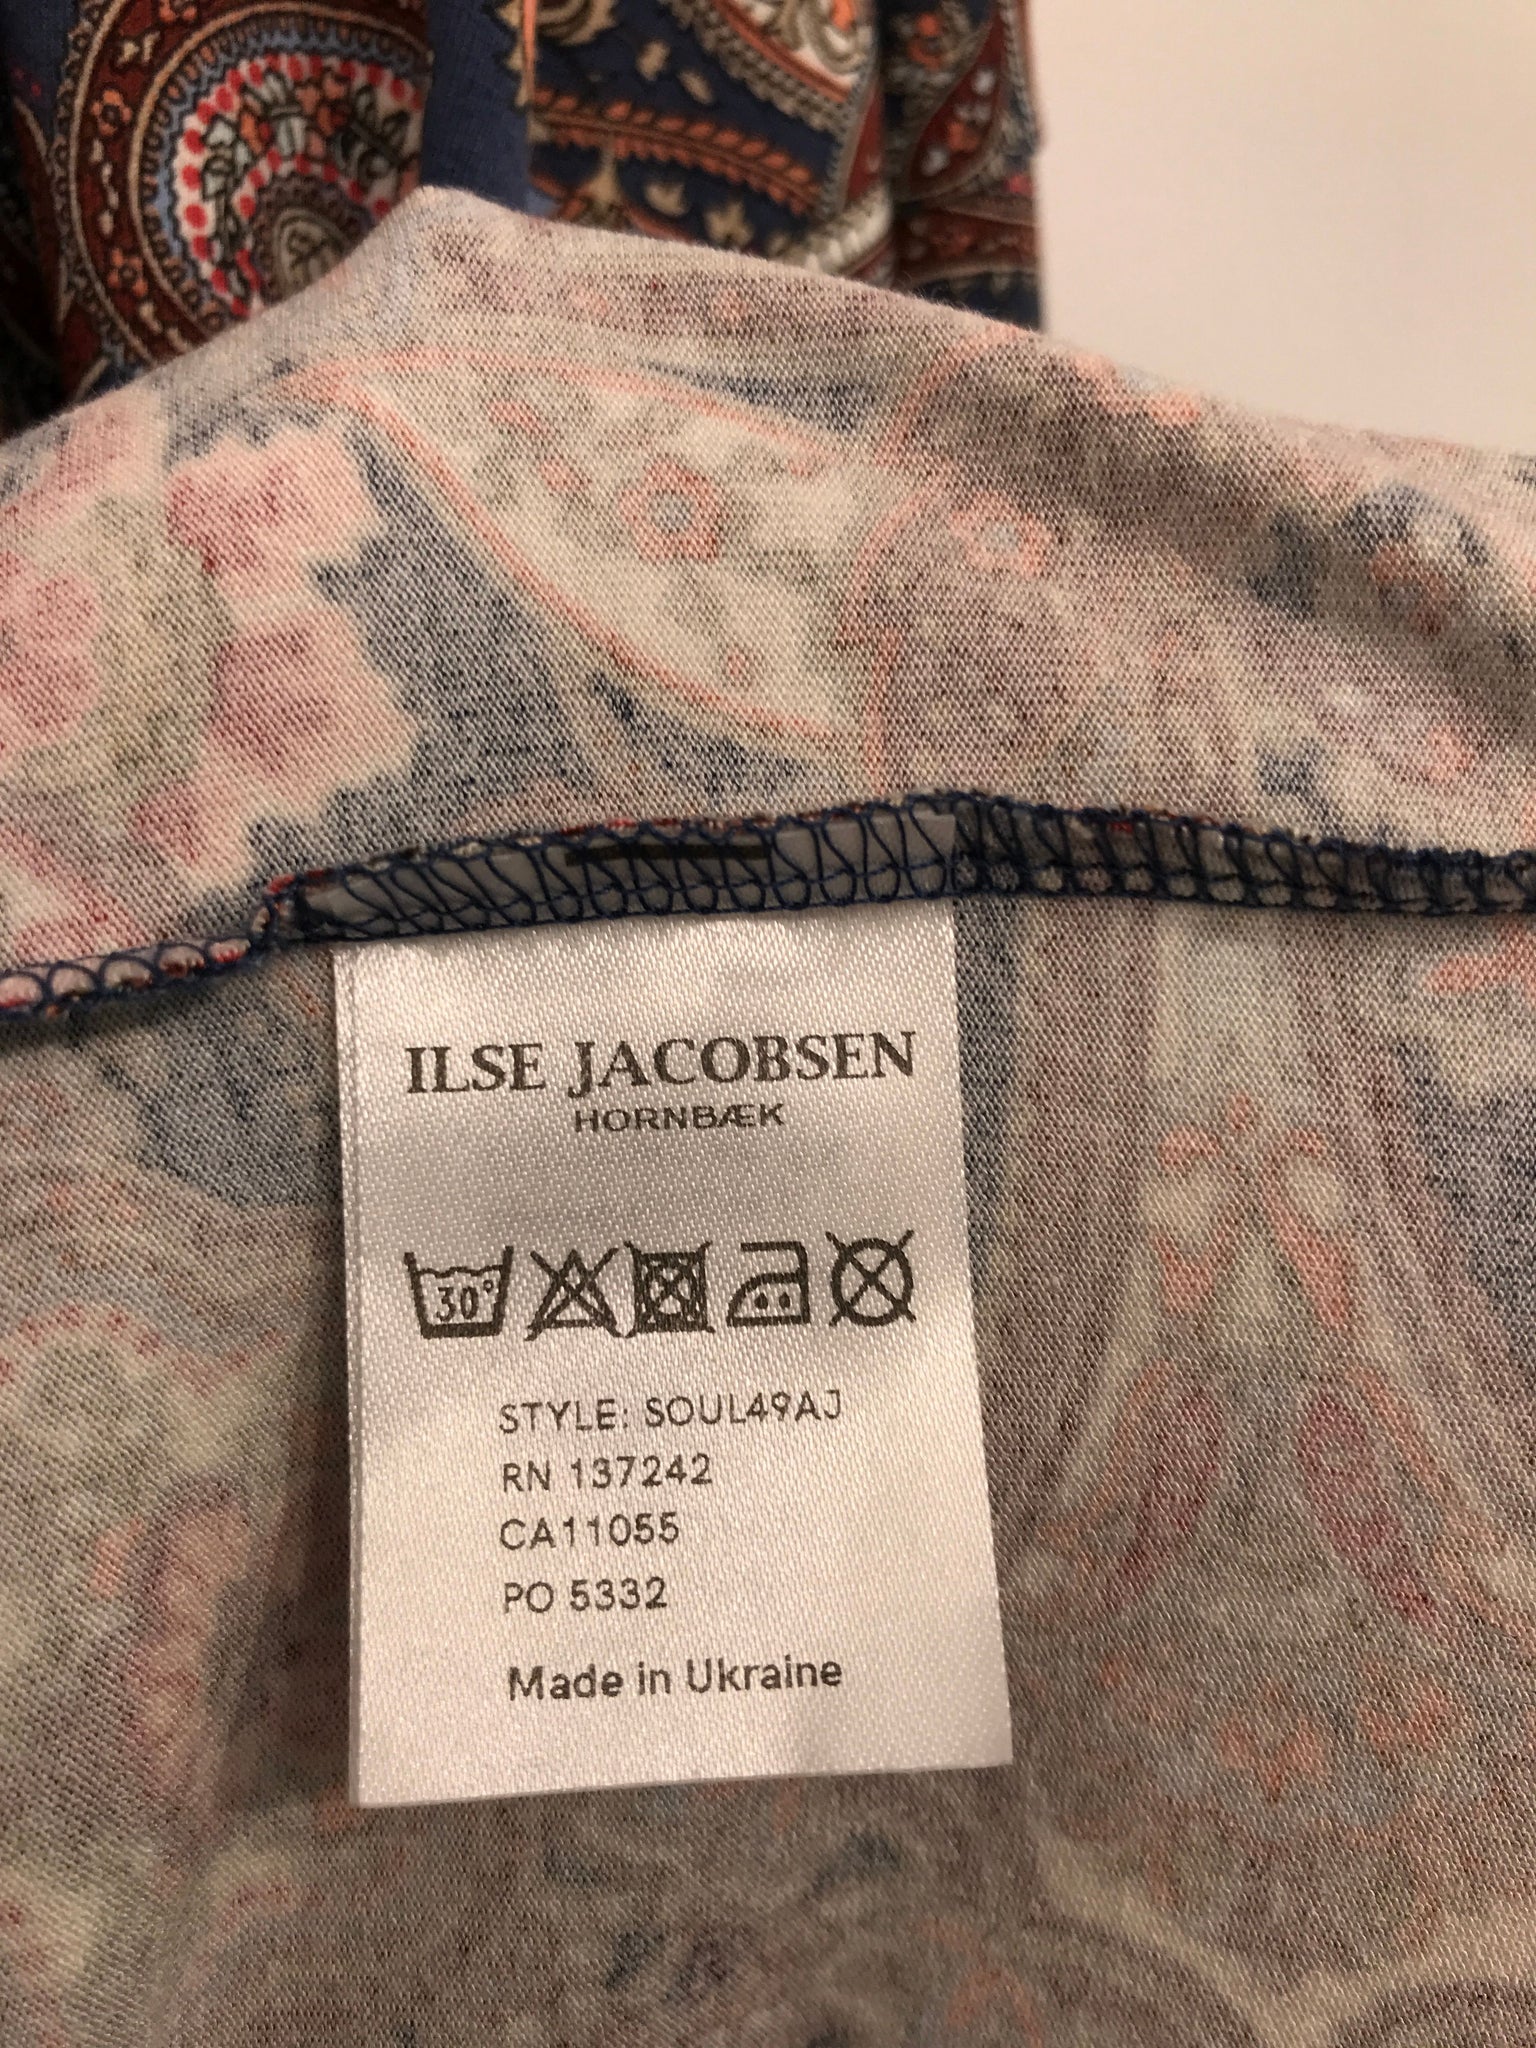 ILSE JACOBSEN
HORNBÆK
30°
STYLE: SOUL49AJ
RN 137242
CA11055
PO 5332
Made in Ukraine